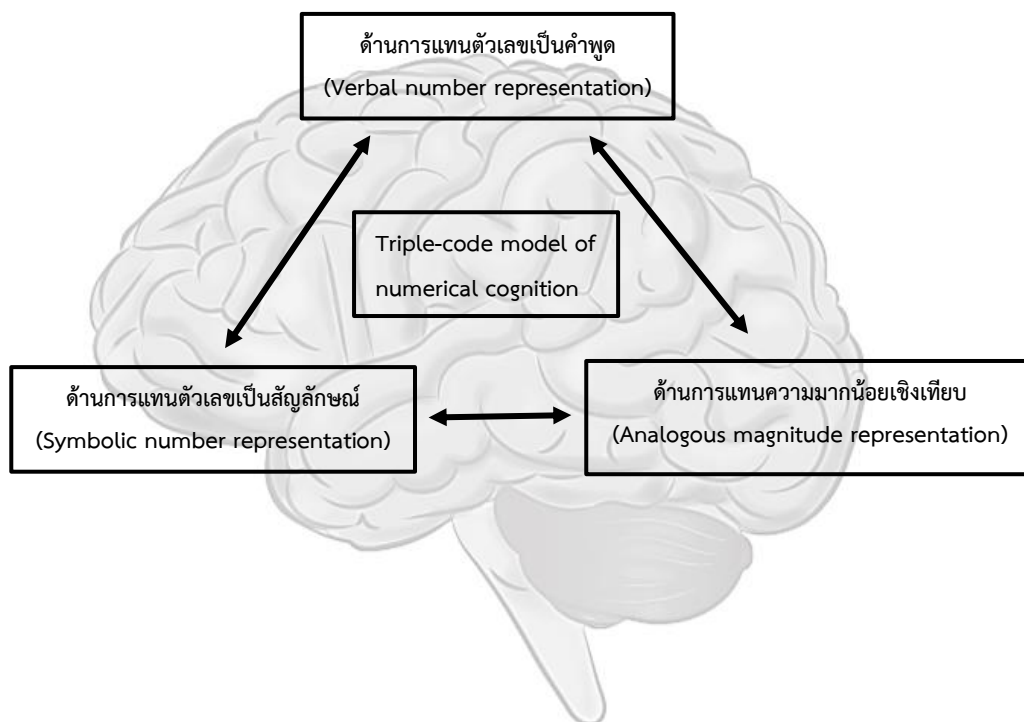 ด้านการแทนตัวเลขเป็นคำพูด
(Verbal number representation)
Triple-code model of
numerical cognition
ด้านการแทนตัวเลขเป็นสัญลักษณ์
(Symbolic number representation)
ด้านการแทนความมากน้อยเชิงเทียบ
(Analogous magnitude representation)